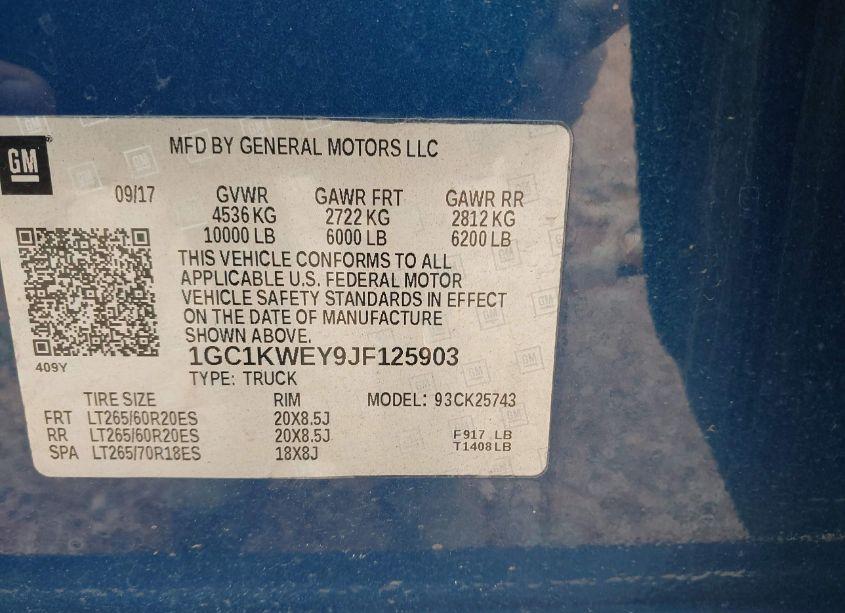 GM
MFD BY GENERAL MOTORS LLC
09/17 GVWR GAWR FRT GAWR RR
4536 KG 2722 KG 2812 KG
10000 LB 6000 LB 6200 LB
THIS VEHICLE CONFORMS TO ALL
APPLICABLE U.S. FEDERAL MOTOR
VEHICLE SAFETY STANDARDS IN EFFECT
ON THE DATE OF MANUFACTURE
SHOWN ABOVE.
1GC1KWEY9JF125903
409Y
TYPE: TRUCK
TIRE SIZE RIM MODEL: 93CK25743
FRT LT265/60R20ES 20X8.5J
RR LT265/60R20ES 20X8.5J F917 LB
SPA LT265/70R18ES 18X8J T1408LB